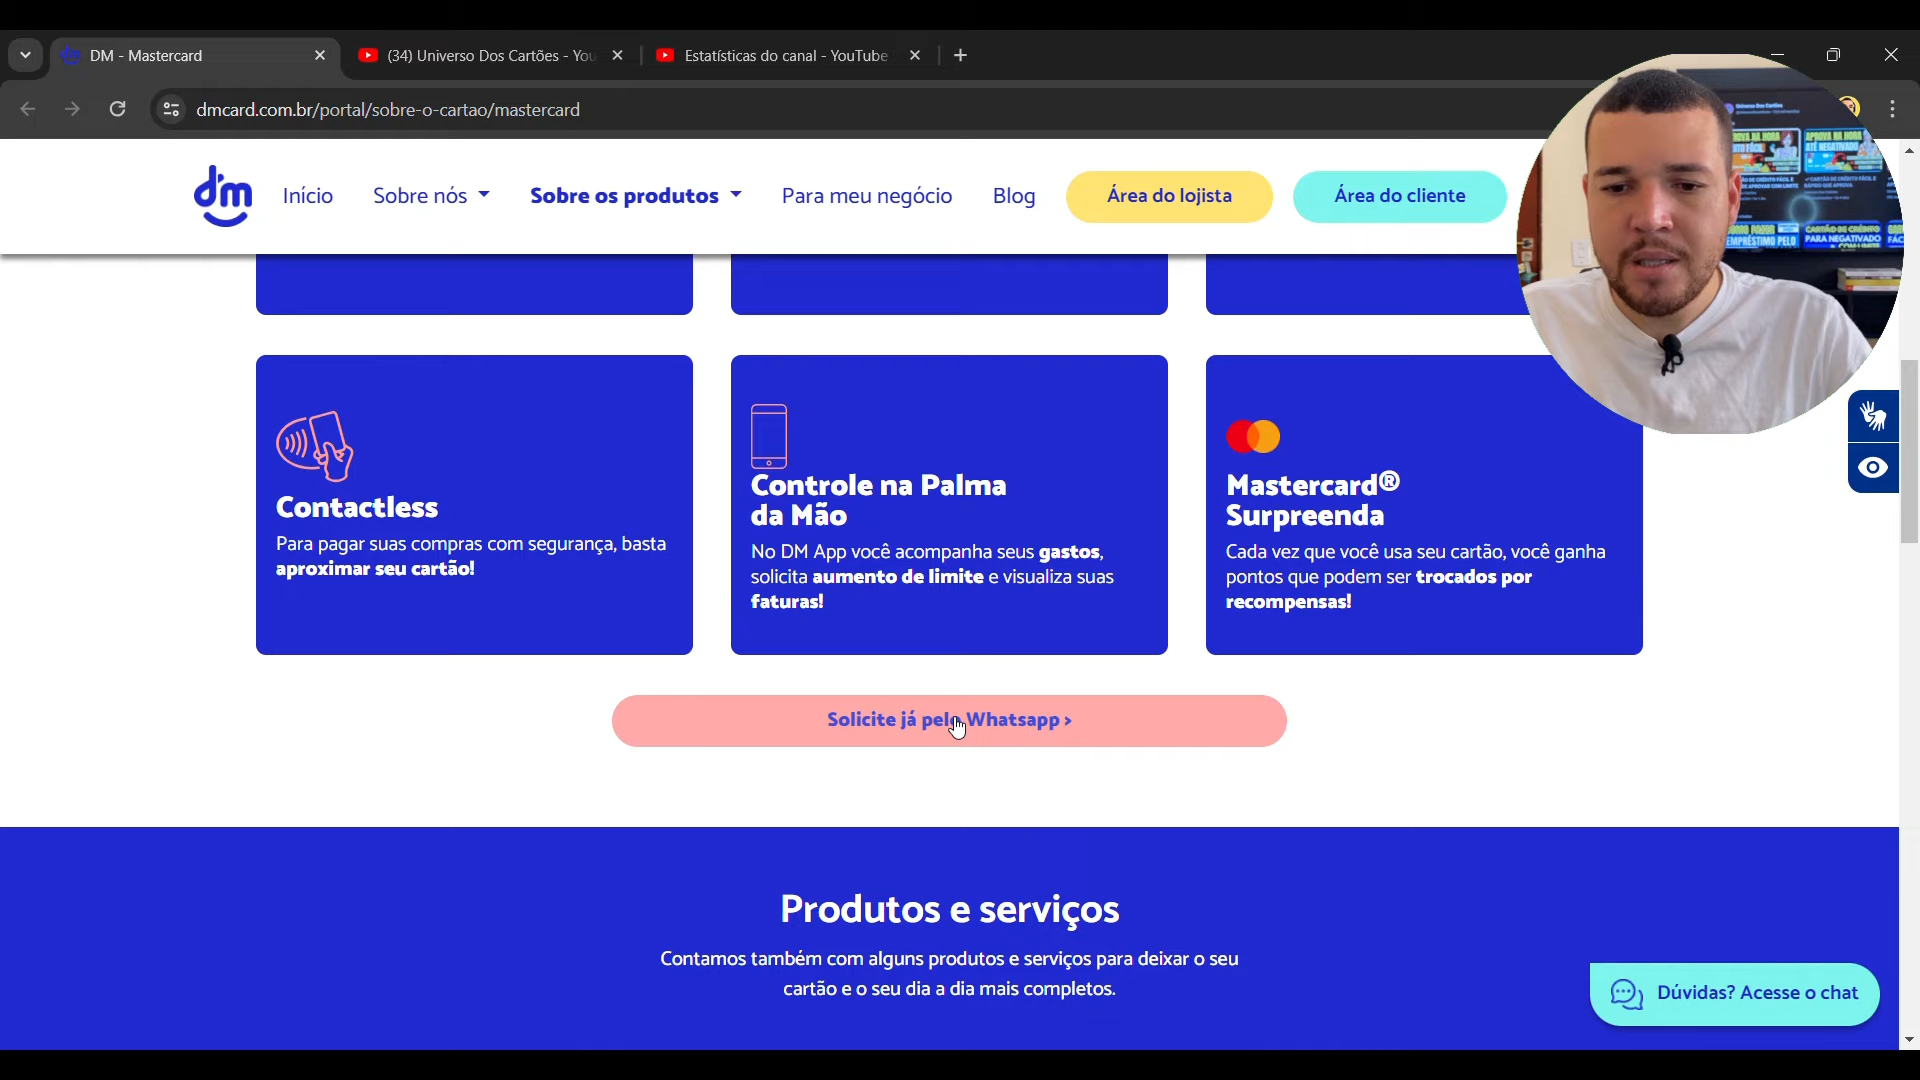 DM - Mastercard
(34) Universo Dos Cartões - You
Estatísticas do canal - YouTube
dmcard.com.br/portal/sobre-o-cartao/mastercard
dm
Início
Sobre nós
Sobre os produtos
Para meu negócio
Blog
Área do lojista
Área do cliente
Contactless
Para pagar suas compras com segurança, basta
aproximar seu cartão!
Controle na Palma
da Mão
No DM App você acompanha seus gastos,
solicita aumento de limite e visualiza suas
faturas!
Mastercard®
Surpreenda
Cada vez que você usa seu cartão, você ganha
pontos que podem ser trocados por
recompensas!
Solicite já pelo Whatsapp >
Produtos e serviços
Contamos também com alguns produtos e serviços para deixar o seu
cartão e o seu dia a dia mais completos.
Dúvidas? Acesse o chat